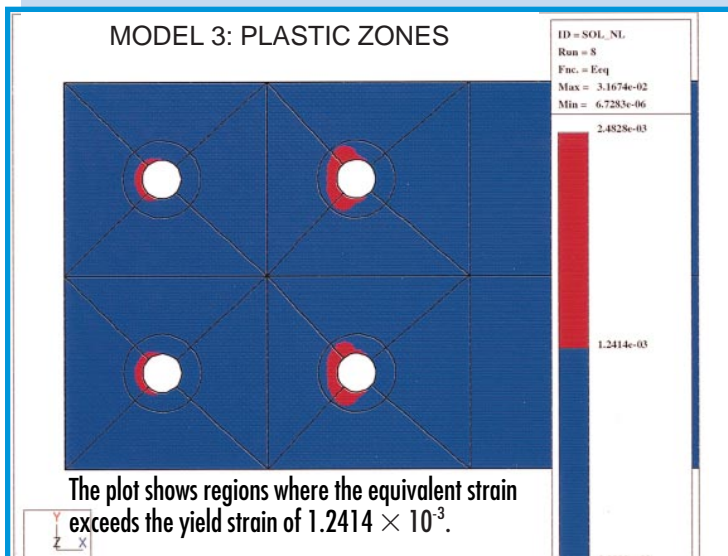 MODEL 3: PLASTIC ZONES
ID = SOL_NL
Run = 8
Fnc. = Eeq
Max = 3.1674e-02
Min = 6.7283e-06
2.4828e-03
1.2414e-03
The plot shows regions where the equivalent strain
exceeds the yield strain of 1.2414 × 10⁻³.
Y
Z X